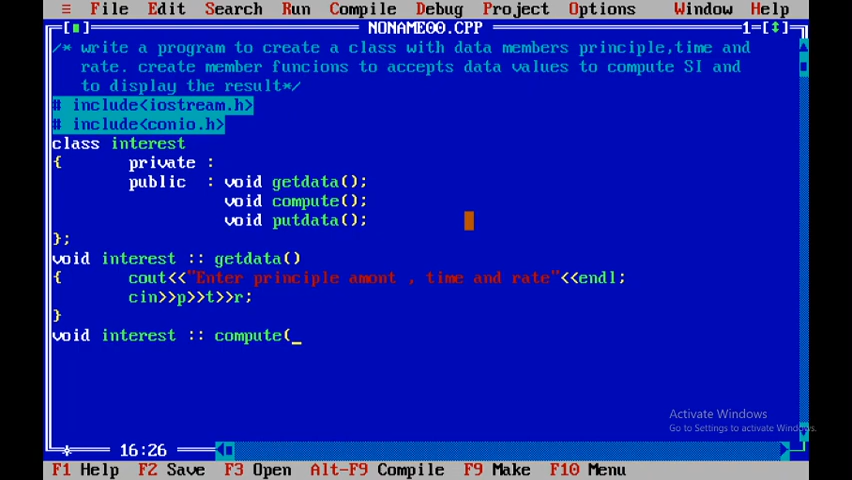 ≡ File Edit Search Run Compile Debug Project Options Window Help
[■] NONAME00.CPP 1=[↕]
/* write a program to create a class with data members principle,time and
rate. create member funcions to accepts data values to compute SI and
to display the result*/
# include<iostream.h>
# include<conio.h>
class interest
{ private :
public : void getdata();
void compute();
void putdata();
};
void interest :: getdata()
{ cout<<"Enter principle amont , time and rate"<<endl;
cin>>p>>t>>r;
}
void interest :: compute(_
Activate Windows
Go to Settings to activate Windows.
16:26
F1 Help F2 Save F3 Open Alt-F9 Compile F9 Make F10 Menu